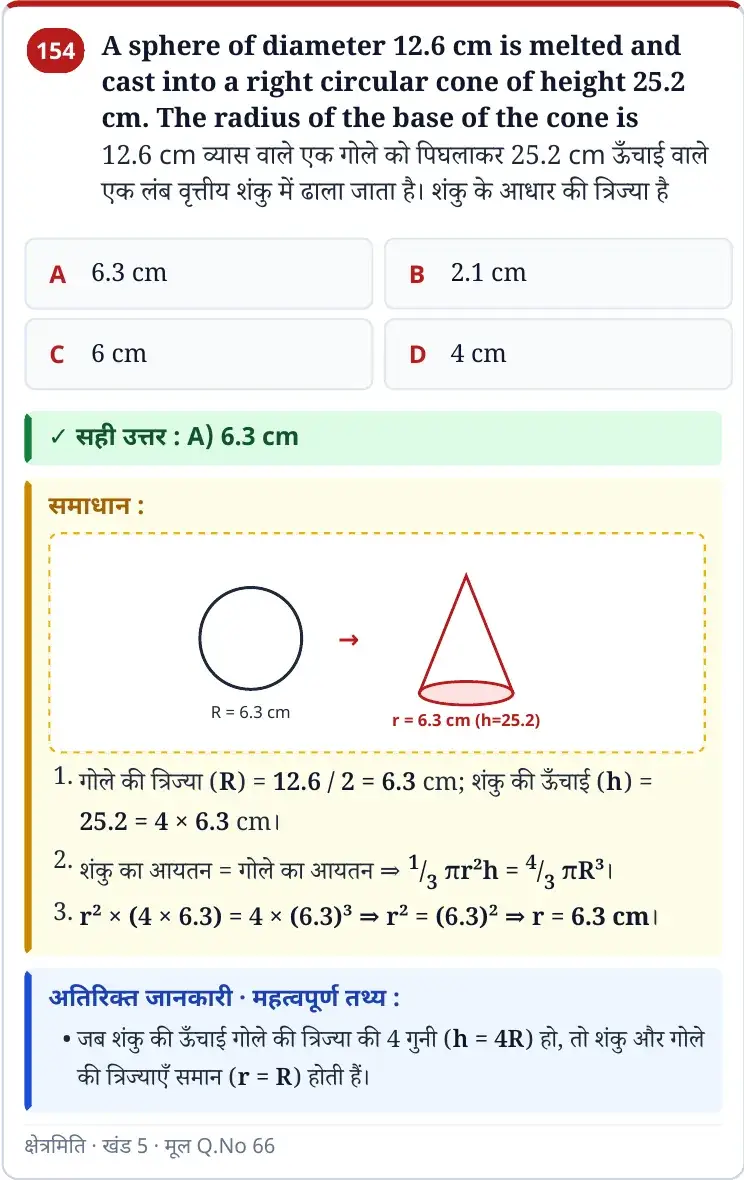 154
A sphere of diameter 12.6 cm is melted and
cast into a right circular cone of height 25.2
cm. The radius of the base of the cone is
12.6 cm व्यास वाले एक गोले को पिघलाकर 25.2 cm ऊँचाई वाले
एक लंब वृत्तीय शंकु में ढाला जाता है। शंकु के आधार की त्रिज्या है
A 6.3 cm
B 2.1 cm
C 6 cm
D 4 cm
✓ सही उत्तर : A) 6.3 cm
समाधान :
→
R = 6.3 cm
r = 6.3 cm (h=25.2)
1. गोले की त्रिज्या (R) = 12.6 / 2 = 6.3 cm; शंकु की ऊँचाई (h) =
25.2 = 4 × 6.3 cm।
2. शंकु का आयतन = गोले का आयतन ⇒ ¹/₃ πr²h = ⁴/₃ πR³।
3. r² × (4 × 6.3) = 4 × (6.3)³ ⇒ r² = (6.3)² ⇒ r = 6.3 cm।
अतिरिक्त जानकारी · महत्वपूर्ण तथ्य :
• जब शंकु की ऊँचाई गोले की त्रिज्या की 4 गुनी (h = 4R) हो, तो शंकु और गोले
की त्रिज्याएँ समान (r = R) होती हैं।
क्षेत्रमिति · खंड 5 · मूल Q.No 66